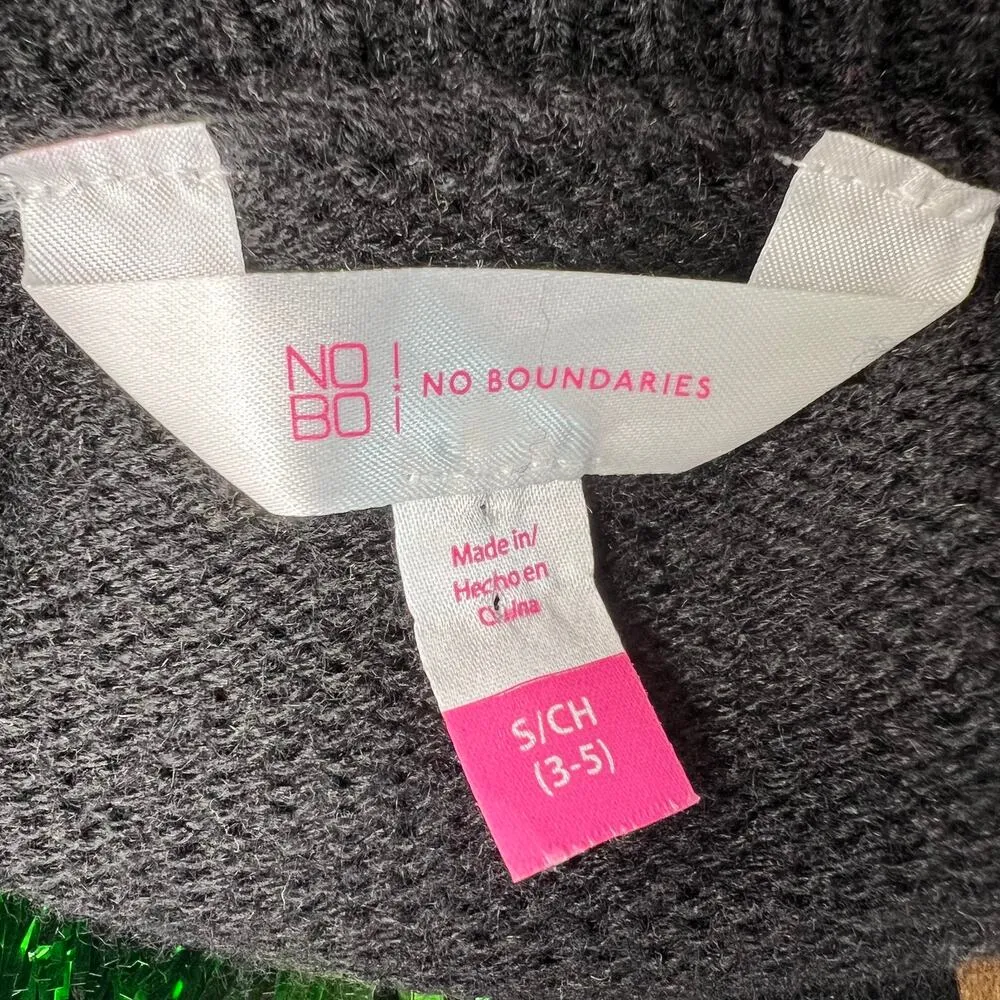 NO
BO
NO BOUNDARIES
Made in/
Hecho en
China
S/CH
(3-5)